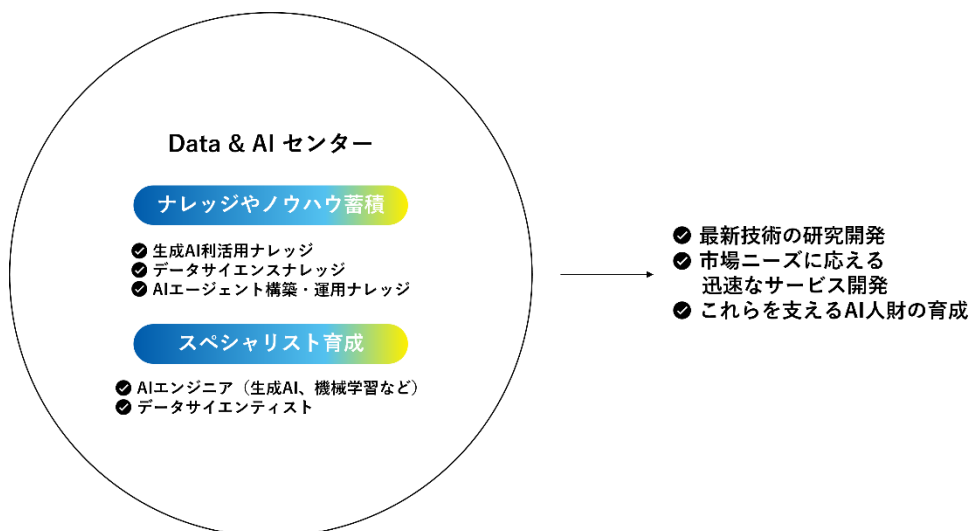 Data & AI センター
ナレッジやノウハウ蓄積
生成AI利活用ナレッジ
データサイエンスナレッジ
AIエージェント構築・運用ナレッジ
スペシャリスト育成
AIエンジニア（生成AI、機械学習など）
データサイエンティスト
最新技術の研究開発
市場ニーズに応える
迅速なサービス開発
これらを支えるAI人財の育成